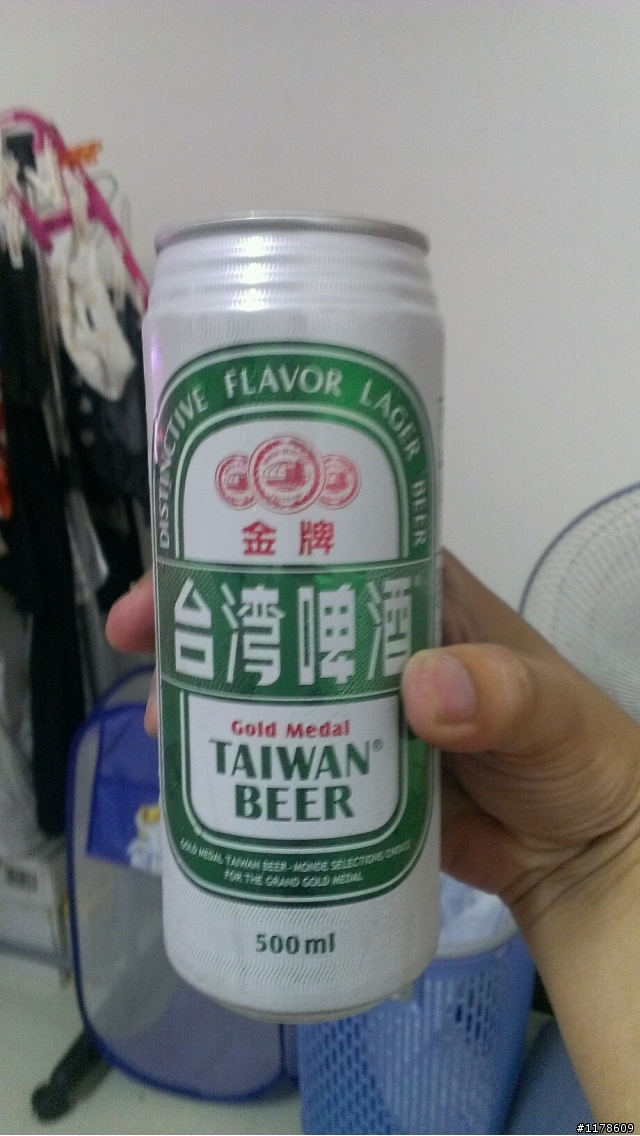 DISTINCTIVE FLAVOR LAGER BEER
金牌
台湾啤酒
Gold Medal
TAIWAN®
BEER
GOLD MEDAL TAIWAN BEER-MONDE SELECTIONS CHOICE
FOR THE GRAND GOLD MEDAL
500ml
#1178609